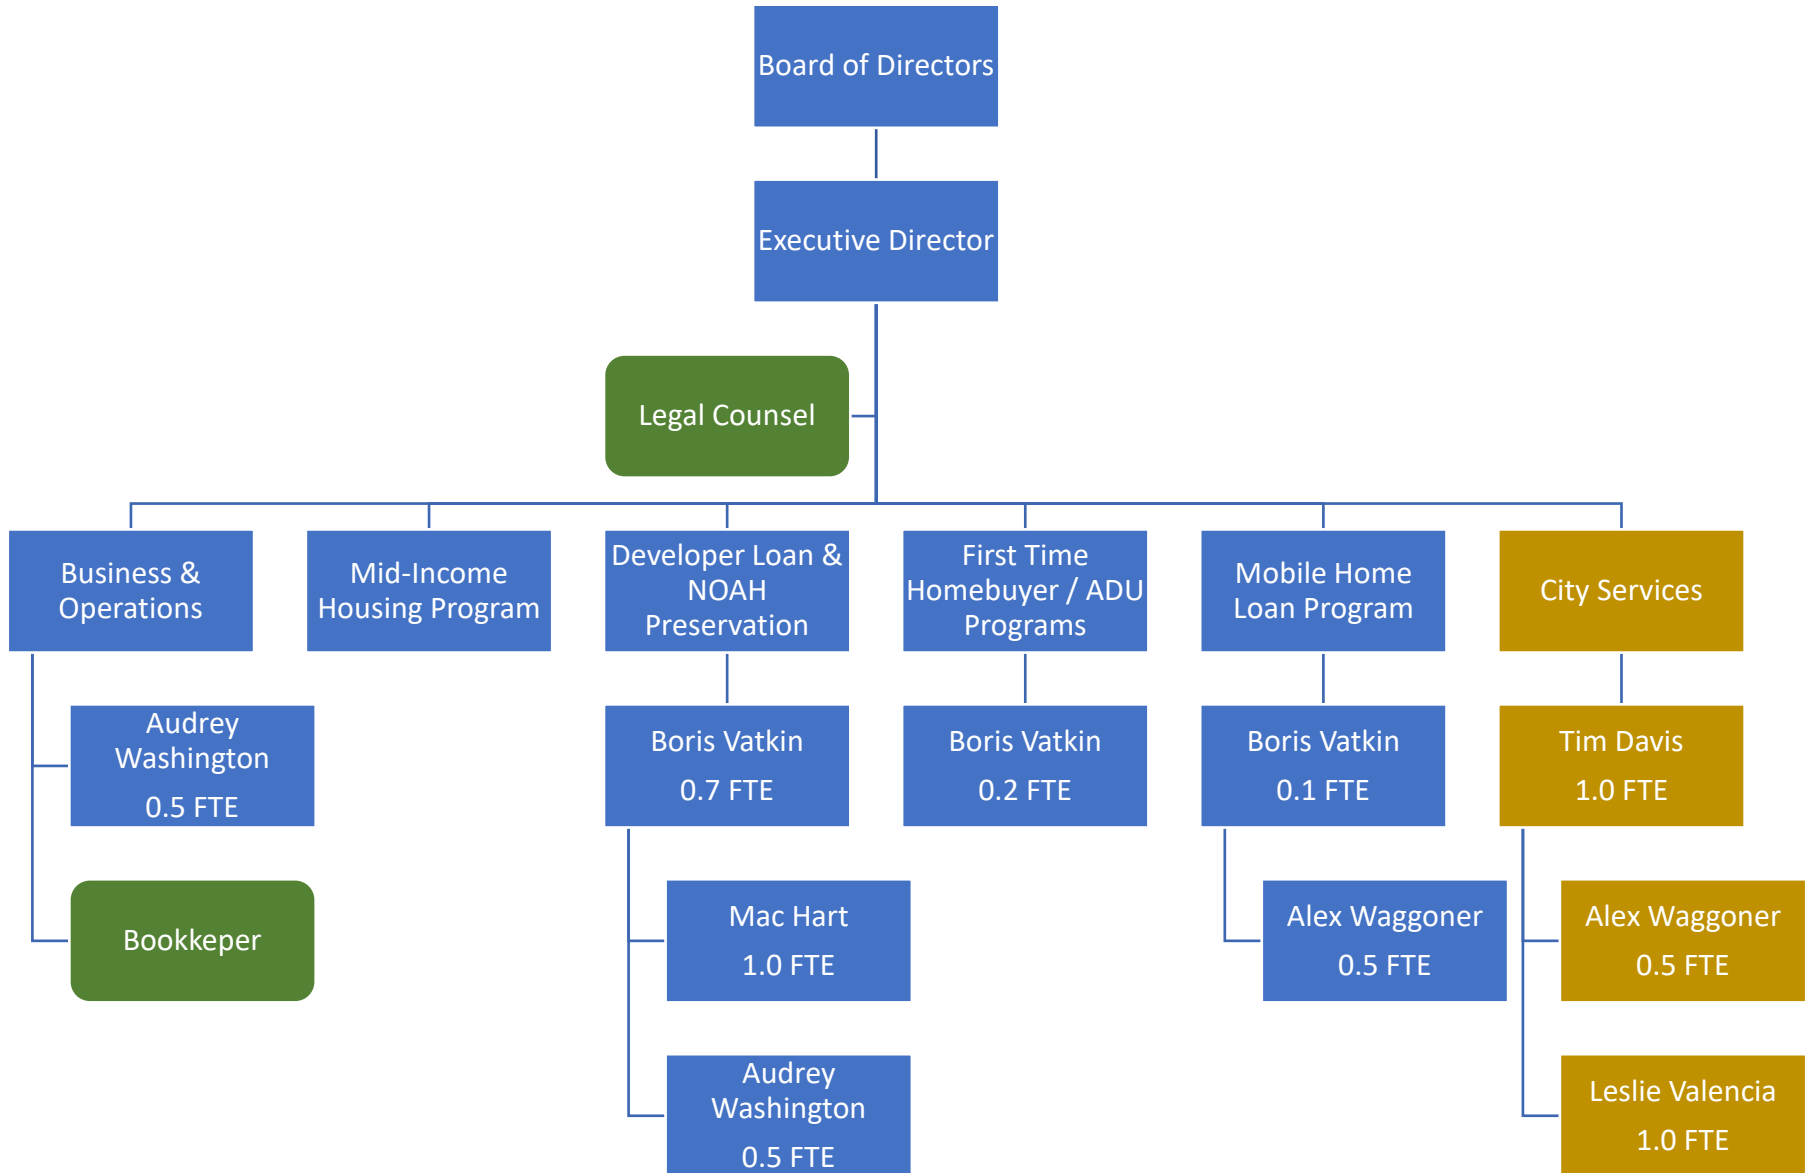 Board of Directors
Executive Director
Legal Counsel
Business &
Operations
Mid-Income
Housing Program
Developer Loan &
NOAH
Preservation
First Time
Homebuyer / ADU
Programs
Mobile Home
Loan Program
City Services
Audrey
Washington
0.5 FTE
Boris Vatkin
0.7 FTE
Boris Vatkin
0.2 FTE
Boris Vatkin
0.1 FTE
Tim Davis
1.0 FTE
Bookkeper
Mac Hart
1.0 FTE
Alex Waggoner
0.5 FTE
Alex Waggoner
0.5 FTE
Audrey
Washington
0.5 FTE
Leslie Valencia
1.0 FTE